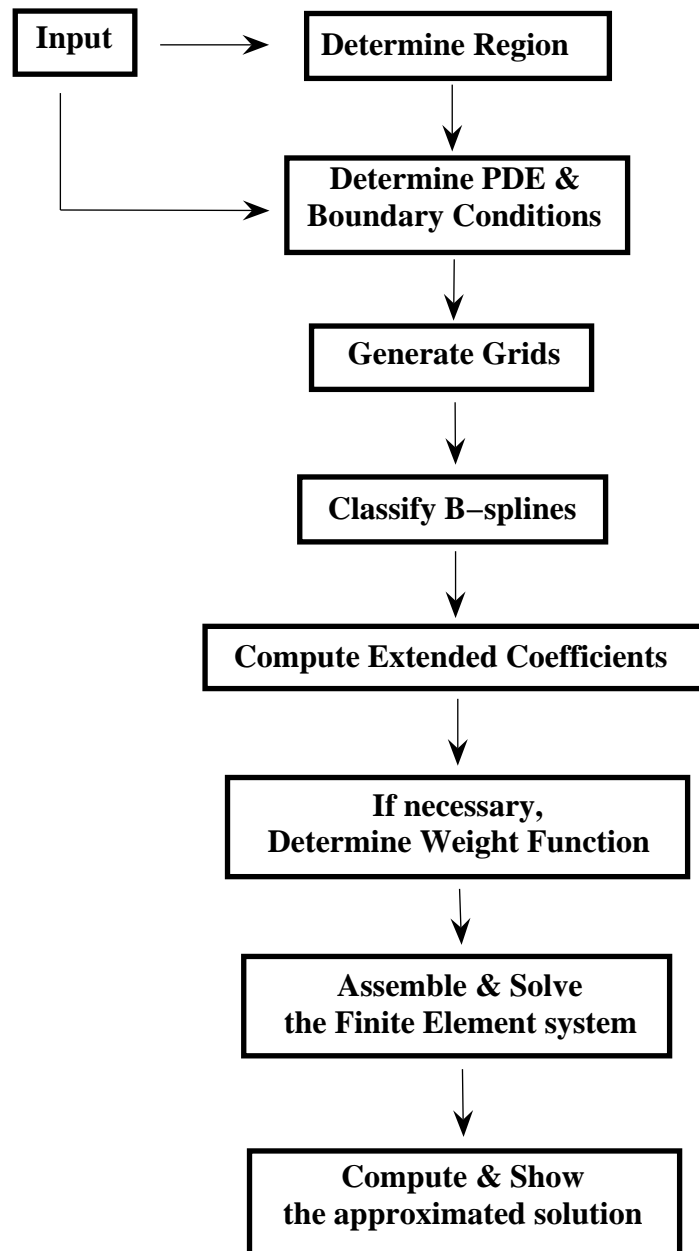 Input
Determine Region
Determine PDE &
Boundary Conditions
Generate Grids
Classify B−splines
Compute Extended Coefficients
If necessary,
Determine Weight Function
Assemble & Solve
the Finite Element system
Compute & Show
the approximated solution